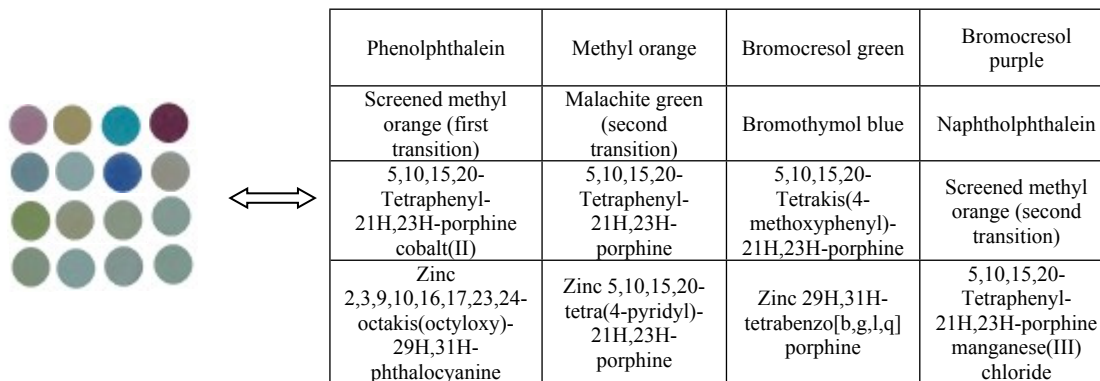 Phenolphthalein
Methyl orange
Bromocresol green
Bromocresol
purple
Screened methyl
orange (first
transition)
Malachite green
(second
transition)
Bromothymol blue
Naphtholphthalein
5,10,15,20-
Tetraphenyl-
21H,23H-porphine
cobalt(II)
5,10,15,20-
Tetraphenyl-
21H,23H-
porphine
5,10,15,20-
Tetrakis(4-
methoxyphenyl)-
21H,23H-porphine
Screened methyl
orange (second
transition)
Zinc
2,3,9,10,16,17,23,24-
octakis(octyloxy)-
29H,31H-
phthalocyanine
Zinc 5,10,15,20-
tetra(4-pyridyl)-
21H,23H-
porphine
Zinc 29H,31H-
tetrabenzo[b,g,l,q]
porphine
5,10,15,20-
Tetraphenyl-
21H,23H-porphine
manganese(III)
chloride